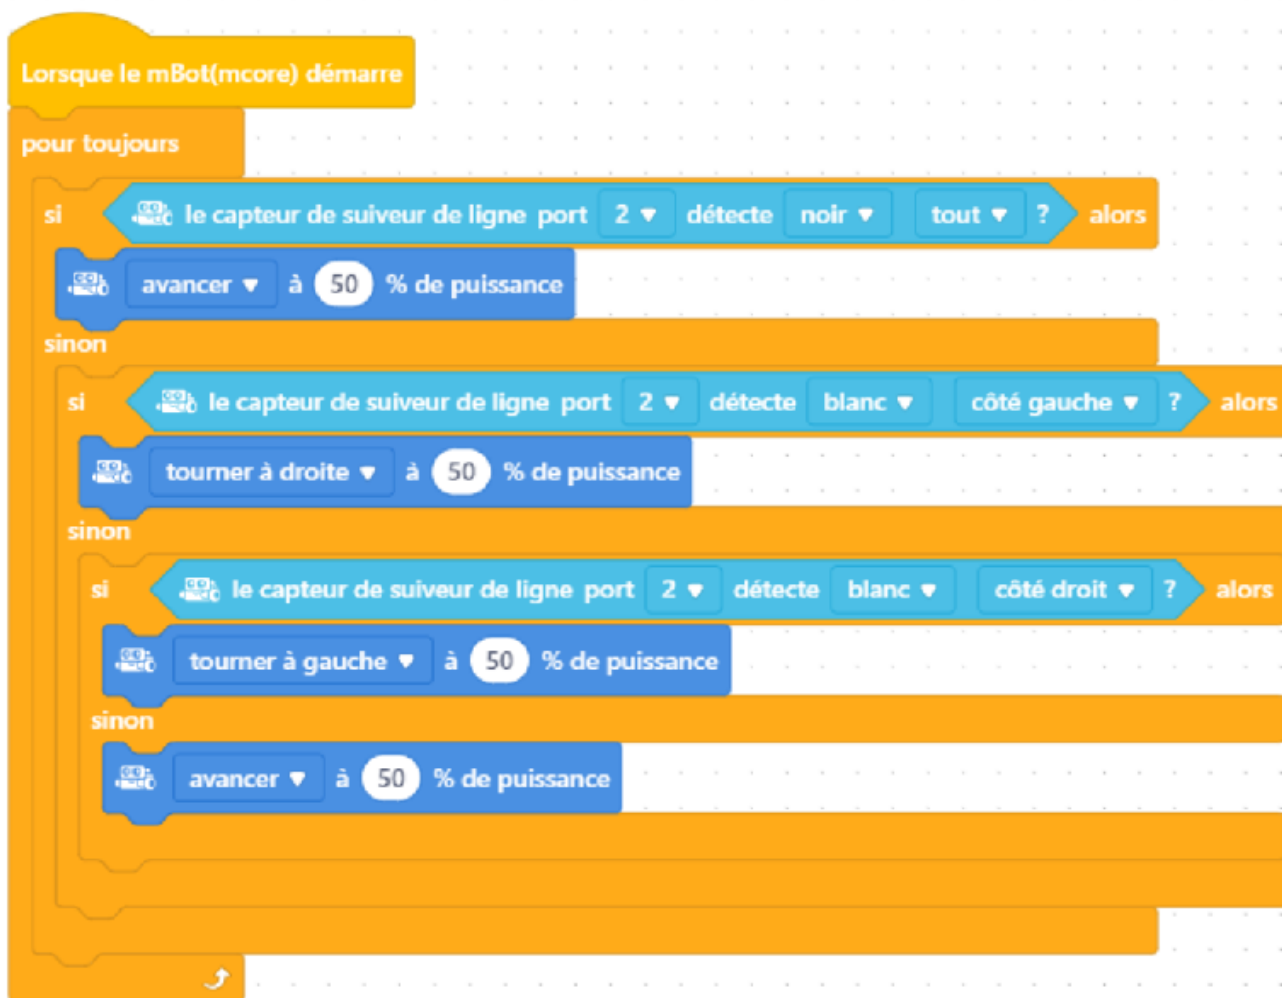 Lorsque le mBot(mcore) démarre
pour toujours
si le capteur de suiveur de ligne port 2 détecte noir tout ? alors
avancer à 50 % de puissance
sinon
si le capteur de suiveur de ligne port 2 détecte blanc côté gauche ? alors
tourner à droite à 50 % de puissance
sinon
si le capteur de suiveur de ligne port 2 détecte blanc côté droit ? alors
tourner à gauche à 50 % de puissance
sinon
avancer à 50 % de puissance